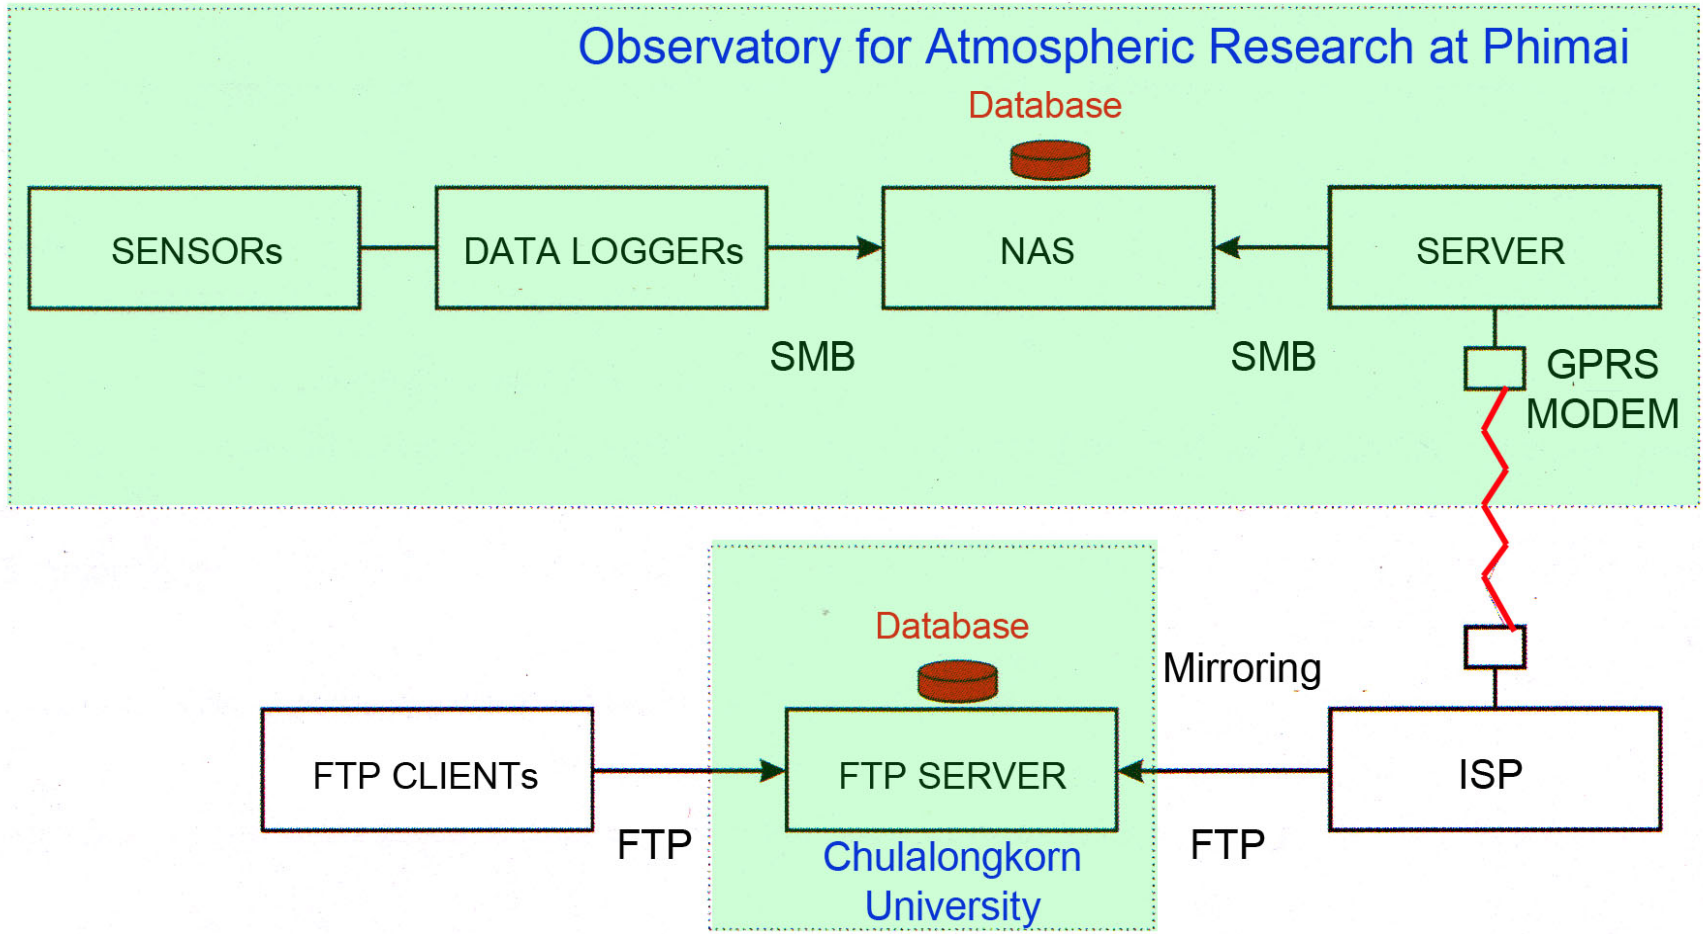 Observatory for Atmospheric Research at Phimai
Database
SENSORs
DATA LOGGERs
NAS
SERVER
SMB
SMB
GPRS
MODEM
Database
Mirroring
FTP CLIENTs
FTP SERVER
ISP
FTP
FTP
Chulalongkorn
University